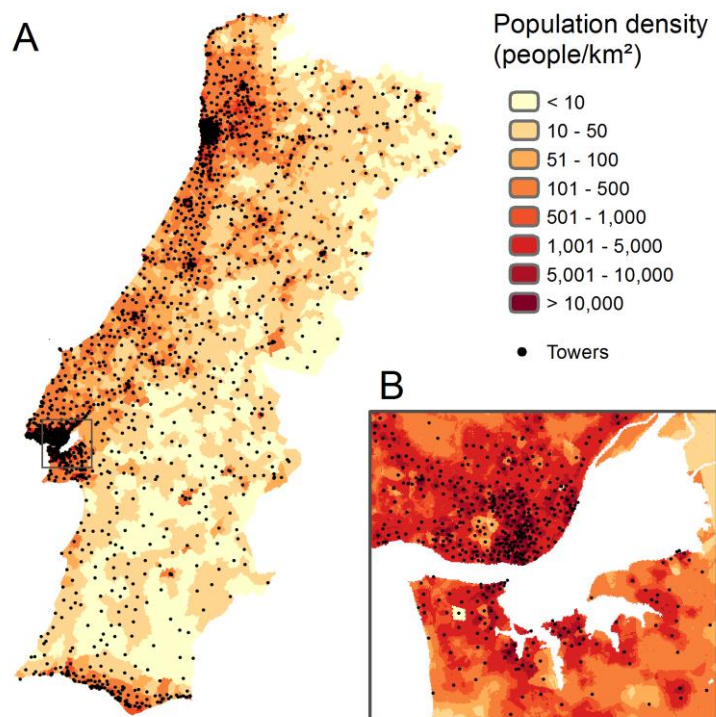 A
Population density
(people/km²)
< 10
10 - 50
51 - 100
101 - 500
501 - 1,000
1,001 - 5,000
5,001 - 10,000
> 10,000
Towers
B